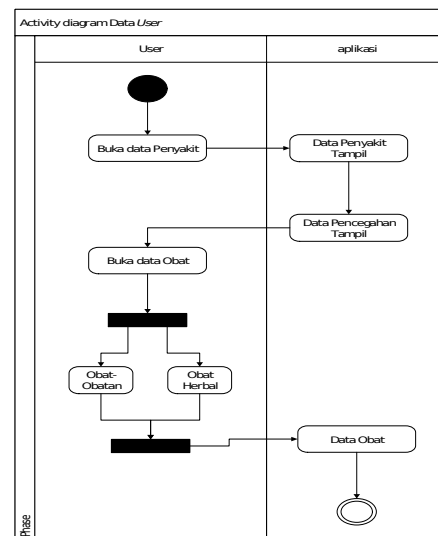 Activity diagram Data User
User
aplikasi
Buka data Penyakit
Data Penyakit
Tampil
Data Pencegahan
Tampil
Buka data Obat
Obat-
Obatan
Obat
Herbal
Data Obat
Phase